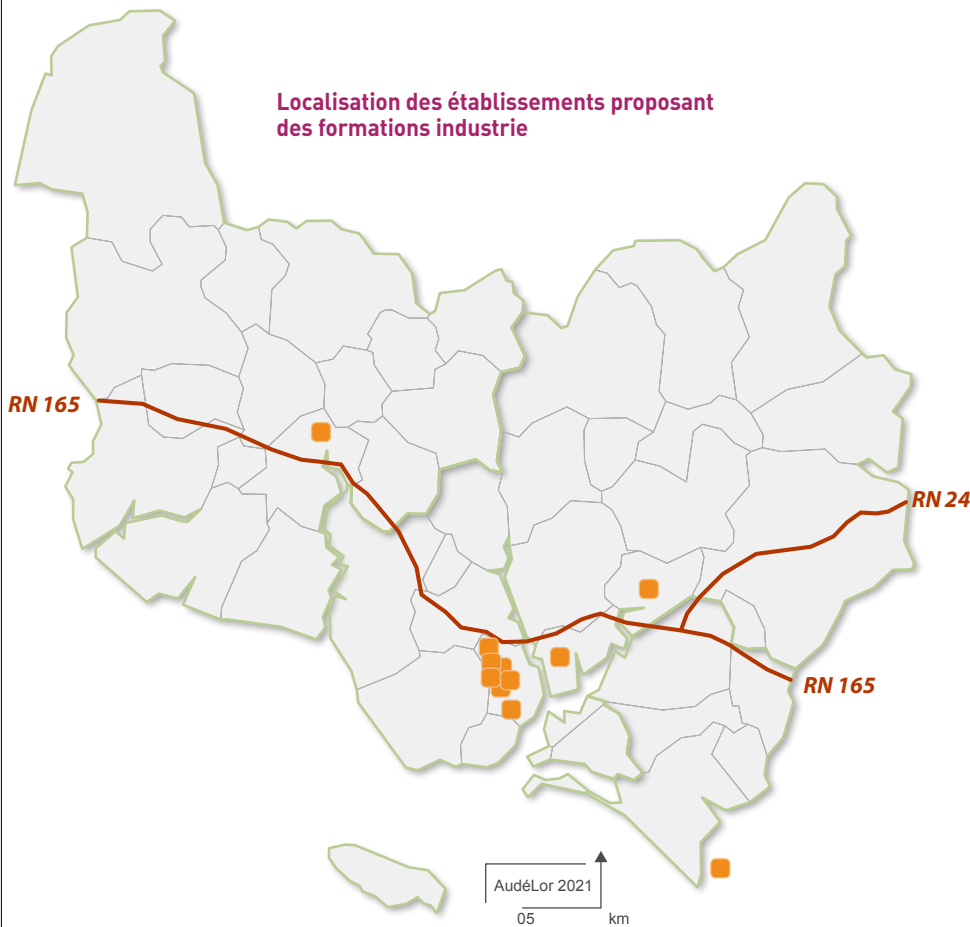 Localisation des établissements proposant
des formations industrie
RN 165
RN 24
RN 165
AudéLor 2021
05 km